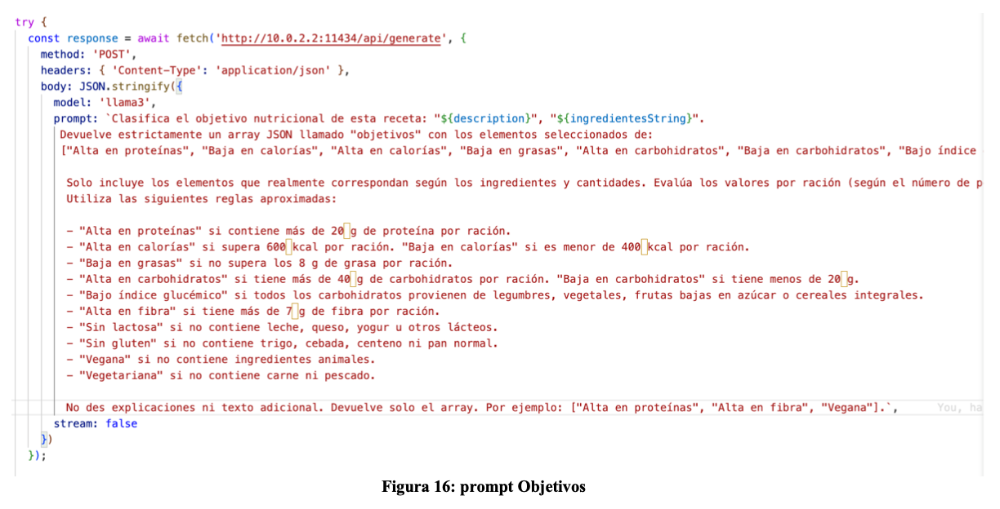 try {
const response = await fetch('http://10.0.2.2:11434/api/generate', {
method: 'POST',
headers: { 'Content-Type': 'application/json' },
body: JSON.stringify({
model: 'llama3',
prompt: `Clasifica el objetivo nutricional de esta receta: "${description}", "${ingredientesString}".
Devuelve estrictamente un array JSON llamado "objetivos" con los elementos seleccionados de:
["Alta en proteínas", "Baja en calorías", "Alta en calorías", "Baja en grasas", "Alta en carbohidratos", "Baja en carbohidratos", "Bajo índice
Solo incluye los elementos que realmente correspondan según los ingredientes y cantidades. Evalúa los valores por ración (según el número de p
Utiliza las siguientes reglas aproximadas:
- "Alta en proteínas" si contiene más de 20 g de proteína por ración.
- "Alta en calorías" si supera 600 kcal por ración. "Baja en calorías" si es menor de 400 kcal por ración.
- "Baja en grasas" si no supera los 8 g de grasa por ración.
- "Alta en carbohidratos" si tiene más de 40 g de carbohidratos por ración. "Baja en carbohidratos" si tiene menos de 20 g.
- "Bajo índice glucémico" si todos los carbohidratos provienen de legumbres, vegetales, frutas bajas en azúcar o cereales integrales.
- "Alta en fibra" si tiene más de 7 g de fibra por ración.
- "Sin lactosa" si no contiene leche, queso, yogur u otros lácteos.
- "Sin gluten" si no contiene trigo, cebada, centeno ni pan normal.
- "Vegana" si no contiene ingredientes animales.
- "Vegetariana" si no contiene carne ni pescado.
No des explicaciones ni texto adicional. Devuelve solo el array. Por ejemplo: ["Alta en proteínas", "Alta en fibra", "Vegana"].`, You, ha
stream: false
})
});
Figura 16: prompt Objetivos